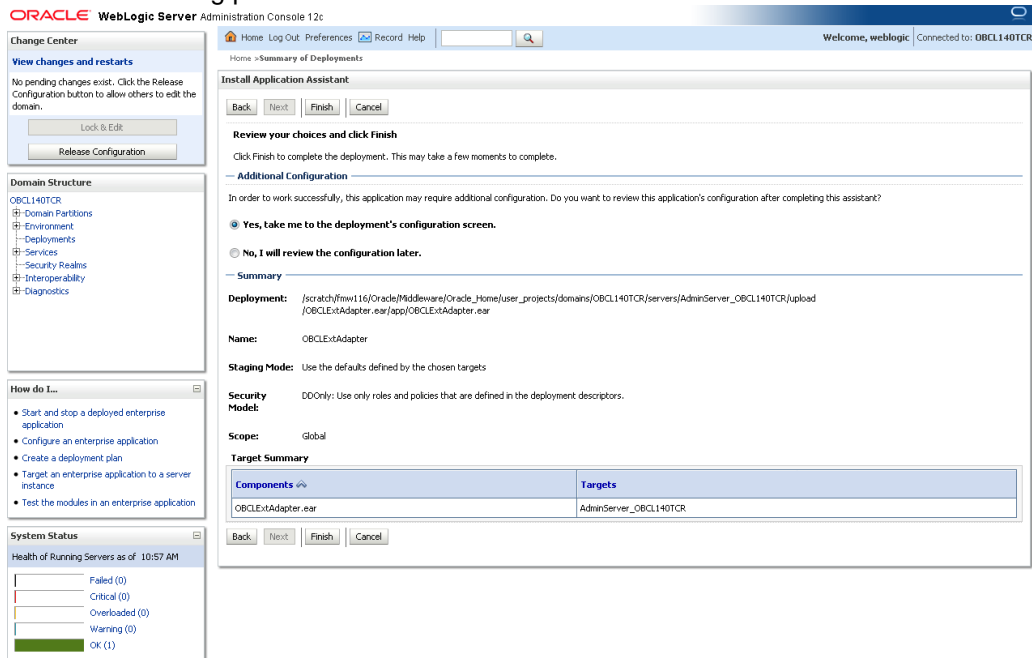 ORACLE WebLogic Server Administration Console 12c
Change Center
View changes and restarts
No pending changes exist. Click the Release
Configuration button to allow others to edit the
domain.
Lock & Edit
Release Configuration
Domain Structure
OBCL140TCR
Domain Partitions
Environment
Deployments
Services
Security Realms
Interoperability
Diagnostics
How do I...
Start and stop a deployed enterprise
application
Configure an enterprise application
Create a deployment plan
Target an enterprise application to a server
instance
Test the modules in an enterprise application
System Status
Health of Running Servers as of 10:57 AM
Failed (0)
Critical (0)
Overloaded (0)
Warning (0)
OK (1)
Home Log Out Preferences Record Help
Welcome, weblogic Connected to: OBCL140TCR
Home >Summary of Deployments
Install Application Assistant
Back Next Finish Cancel
Review your choices and click Finish
Click Finish to complete the deployment. This may take a few moments to complete.
Additional Configuration
In order to work successfully, this application may require additional configuration. Do you want to review this application's configuration after completing this assistant?
Yes, take me to the deployment's configuration screen.
No, I will review the configuration later.
Summary
Deployment: /scratch/fmw116/Oracle/Middleware/Oracle_Home/user_projects/domains/OBCL140TCR/servers/AdminServer_OBCL140TCR/upload
/OBCLExtAdapter.ear/app/OBCLExtAdapter.ear
Name: OBCLExtAdapter
Staging Mode: Use the defaults defined by the chosen targets
Security DDOnly: Use only roles and policies that are defined in the deployment descriptors.
Model:
Scope: Global
Target Summary
Components Targets
OBCLExtAdapter.ear AdminServer_OBCL140TCR
Back Next Finish Cancel